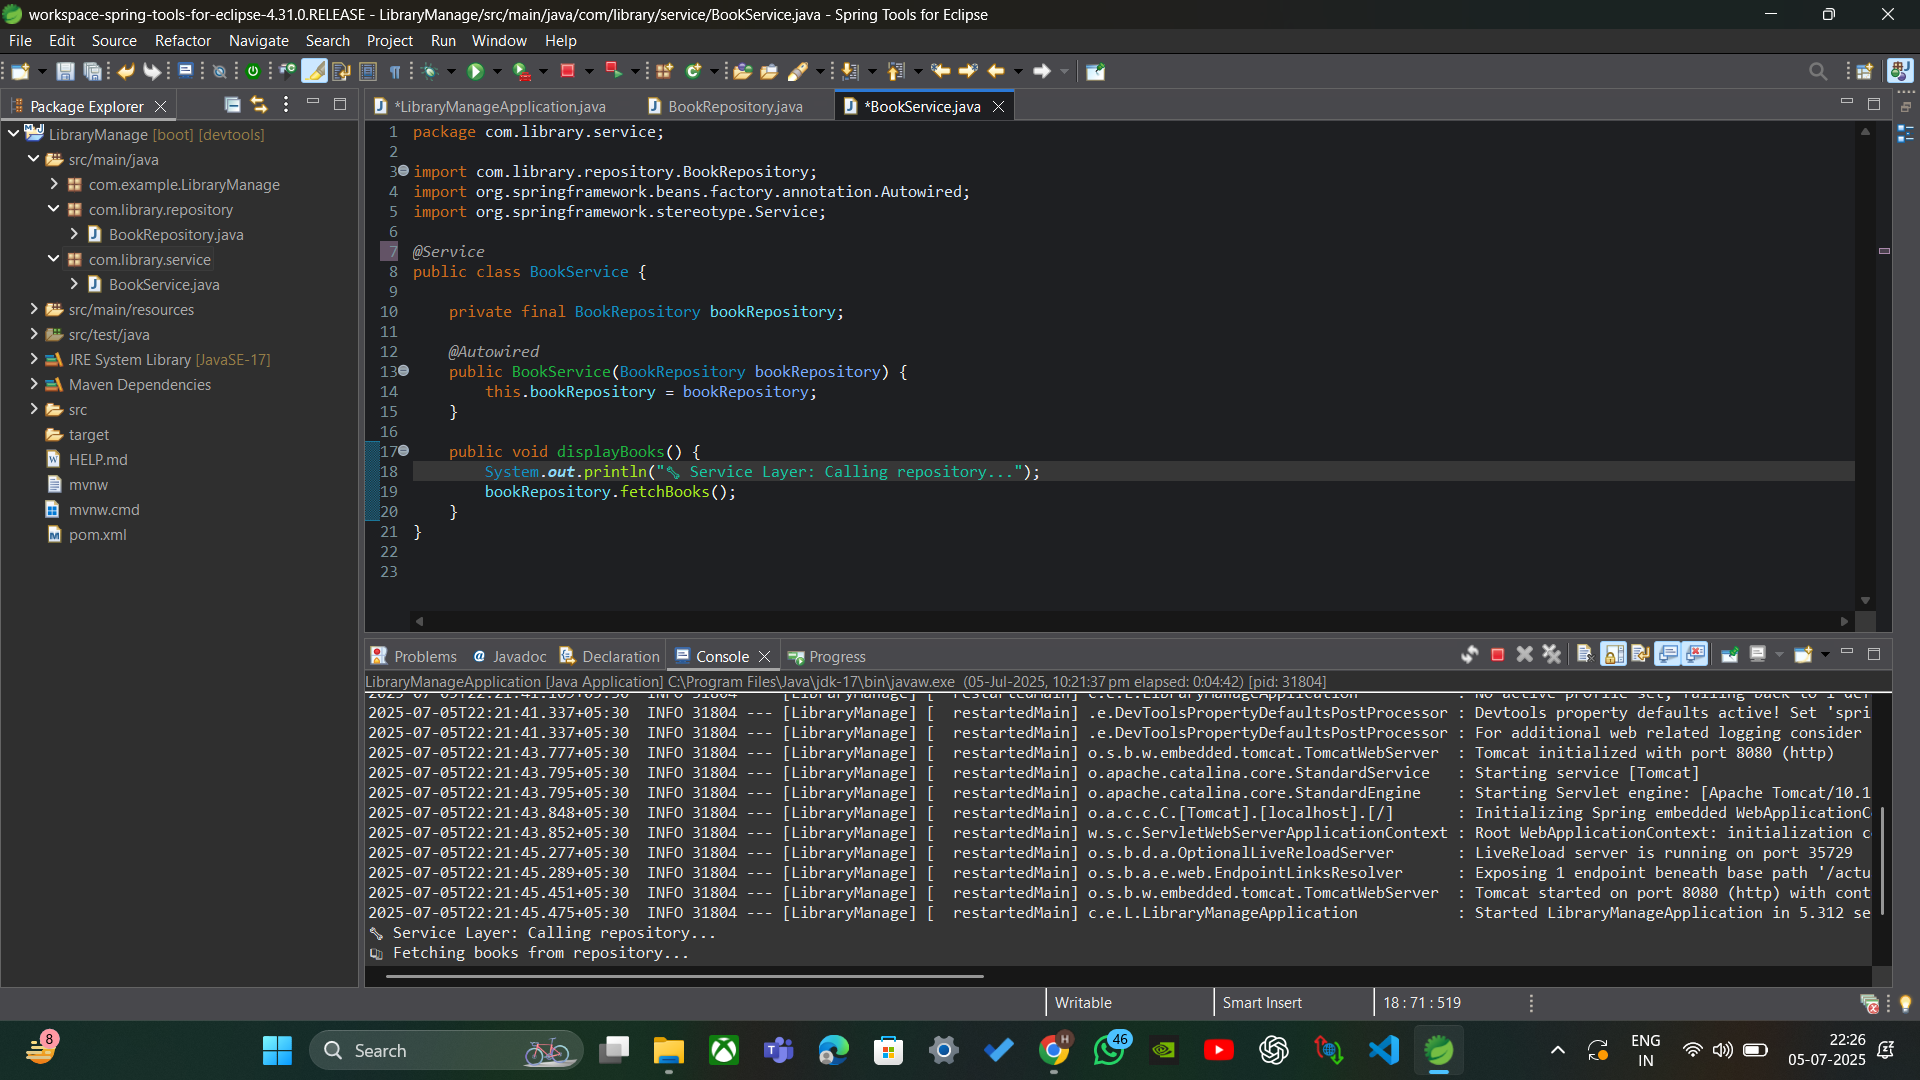 workspace-spring-tools-for-eclipse-4.31.0.RELEASE - LibraryManage/src/main/java/com/library/service/BookService.java - Spring Tools for Eclipse
File Edit Source Refactor Navigate Search Project Run Window Help
Package Explorer
*LibraryManageApplication.java BookRepository.java *BookService.java
LibraryManage [boot] [devtools]
src/main/java
com.example.LibraryManage
com.library.repository
BookRepository.java
com.library.service
BookService.java
src/main/resources
src/test/java
JRE System Library [JavaSE-17]
Maven Dependencies
src
target
HELP.md
mvnw
mvnw.cmd
pom.xml
1 package com.library.service;
2
3 import com.library.repository.BookRepository;
4 import org.springframework.beans.factory.annotation.Autowired;
5 import org.springframework.stereotype.Service;
6
7 @Service
8 public class BookService {
9
10 private final BookRepository bookRepository;
11
12 @Autowired
13 public BookService(BookRepository bookRepository) {
14 this.bookRepository = bookRepository;
15 }
16
17 public void displayBooks() {
18 System.out.println("🔧 Service Layer: Calling repository...");
19 bookRepository.fetchBooks();
20 }
21 }
22
23
Problems Javadoc Declaration Console Progress
LibraryManageApplication [Java Application] C:\Program Files\Java\jdk-17\bin\javaw.exe (05-Jul-2025, 10:21:37 pm elapsed: 0:04:42) [pid: 31804]
2025-07-05T22:21:41.337+05:30 INFO 31804 --- [LibraryManage] [ restartedMain] .e.DevToolsPropertyDefaultsPostProcessor : Devtools property defaults active! Set 'spri
2025-07-05T22:21:41.337+05:30 INFO 31804 --- [LibraryManage] [ restartedMain] .e.DevToolsPropertyDefaultsPostProcessor : For additional web related logging consider
2025-07-05T22:21:43.777+05:30 INFO 31804 --- [LibraryManage] [ restartedMain] o.s.b.w.embedded.tomcat.TomcatWebServer : Tomcat initialized with port 8080 (http)
2025-07-05T22:21:43.795+05:30 INFO 31804 --- [LibraryManage] [ restartedMain] o.apache.catalina.core.StandardService : Starting service [Tomcat]
2025-07-05T22:21:43.795+05:30 INFO 31804 --- [LibraryManage] [ restartedMain] o.apache.catalina.core.StandardEngine : Starting Servlet engine: [Apache Tomcat/10.1
2025-07-05T22:21:43.848+05:30 INFO 31804 --- [LibraryManage] [ restartedMain] o.a.c.c.C.[Tomcat].[localhost].[/] : Initializing Spring embedded WebApplicationC
2025-07-05T22:21:43.852+05:30 INFO 31804 --- [LibraryManage] [ restartedMain] w.s.c.ServletWebServerApplicationContext : Root WebApplicationContext: initialization c
2025-07-05T22:21:45.277+05:30 INFO 31804 --- [LibraryManage] [ restartedMain] o.s.b.d.a.OptionalLiveReloadServer : LiveReload server is running on port 35729
2025-07-05T22:21:45.289+05:30 INFO 31804 --- [LibraryManage] [ restartedMain] o.s.b.a.e.web.EndpointLinksResolver : Exposing 1 endpoint beneath base path '/actu
2025-07-05T22:21:45.451+05:30 INFO 31804 --- [LibraryManage] [ restartedMain] o.s.b.w.embedded.tomcat.TomcatWebServer : Tomcat started on port 8080 (http) with cont
2025-07-05T22:21:45.475+05:30 INFO 31804 --- [LibraryManage] [ restartedMain] c.e.L.LibraryManageApplication : Started LibraryManageApplication in 5.312 se
🔧 Service Layer: Calling repository...
📚 Fetching books from repository...
Writable Smart Insert 18 : 71 : 519
8
Search
46
ENG
IN
22:26
05-07-2025